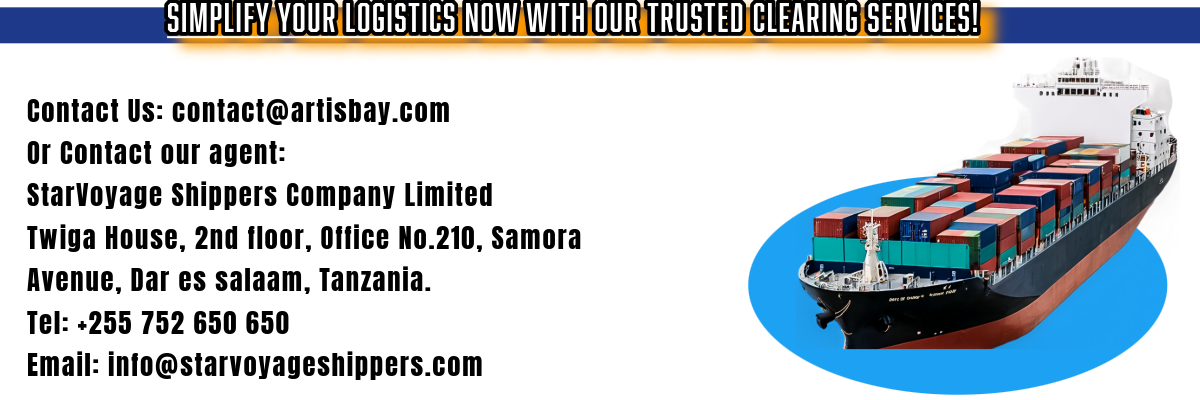 SIMPLIFY YOUR LOGISTICS NOW WITH OUR TRUSTED CLEARING SERVICES!
Contact Us: contact@artisbay.com
Or Contact our agent:
StarVoyage Shippers Company Limited
Twiga House, 2nd floor, Office No.210, Samora
Avenue, Dar es salaam, Tanzania.
Tel: +255 752 650 650
Email: info@starvoyageshippers.com